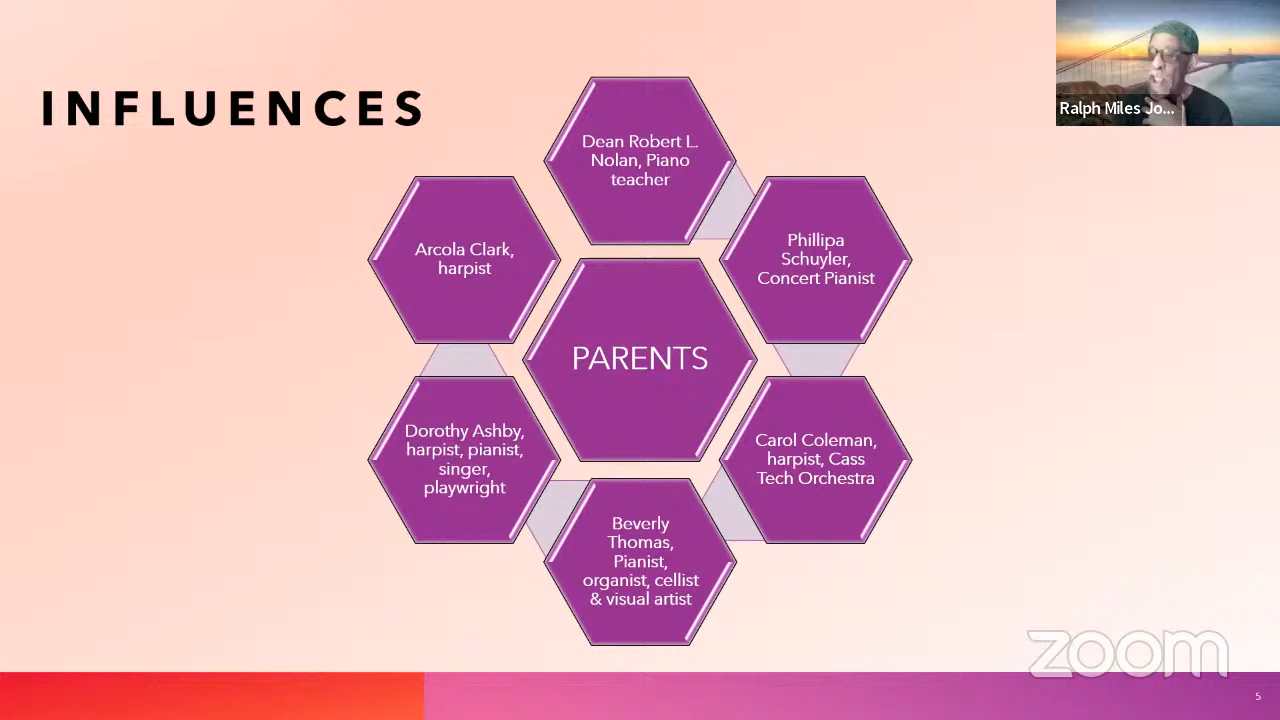 INFLUENCES
Ralph Miles Jo...
Dean Robert L.
Nolan, Piano
teacher
Phillipa
Schuyler,
Concert Pianist
Carol Coleman,
harpist, Cass
Tech Orchestra
Beverly
Thomas,
Pianist,
organist, cellist
& visual artist
Dorothy Ashby,
harpist, pianist,
singer,
playwright
Arcola Clark,
harpist
PARENTS
zoom
5